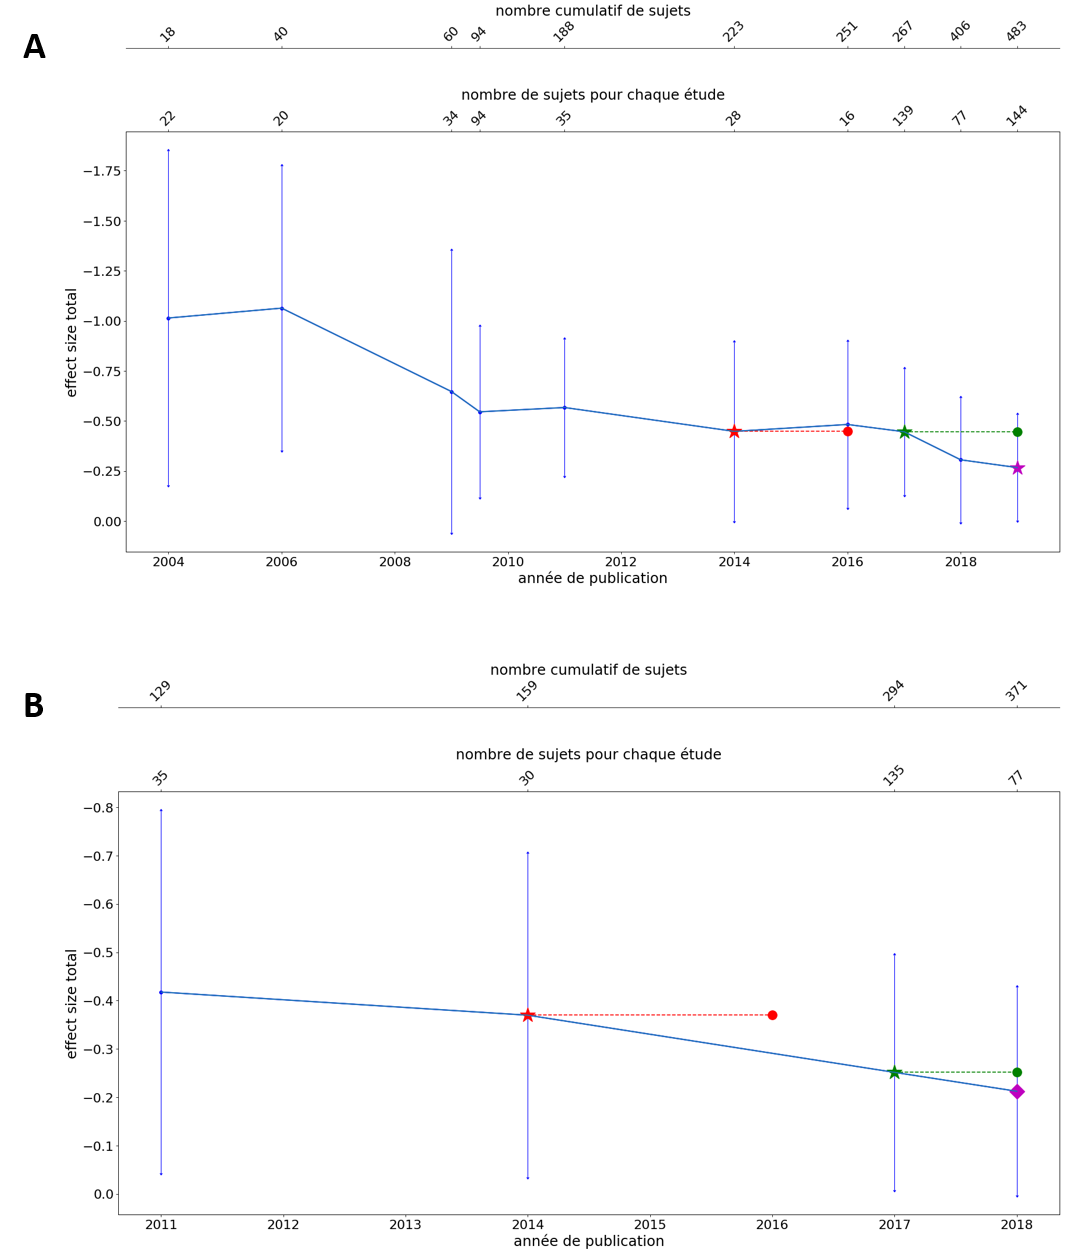 A
nombre cumulatif de sujets
18 40 60 94 188 223 251 267 406 483
nombre de sujets pour chaque étude
22 20 34 94 35 28 16 139 77 144
effect size total
−1.75
−1.50
−1.25
−1.00
−0.75
−0.50
−0.25
0.00
2004 2006 2008 2010 2012 2014 2016 2018
année de publication
B
nombre cumulatif de sujets
129 159 294 371
nombre de sujets pour chaque étude
35 30 135 77
effect size total
−0.8
−0.7
−0.6
−0.5
−0.4
−0.3
−0.2
−0.1
0.0
2011 2012 2013 2014 2015 2016 2017 2018
année de publication